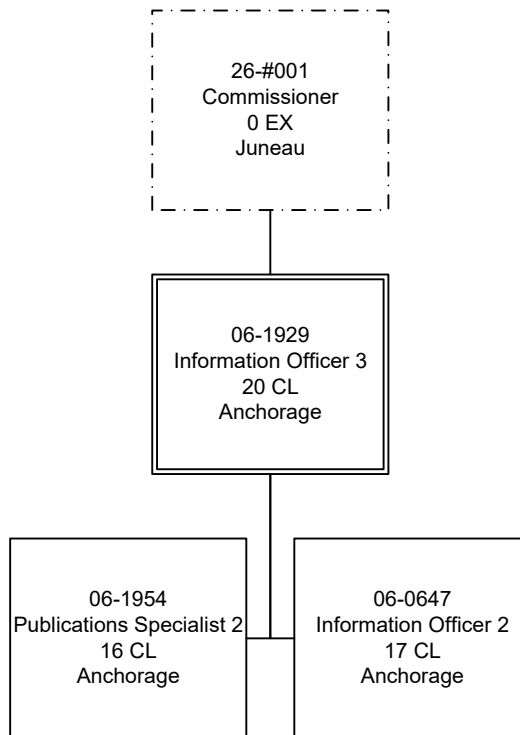 26-#001
Commissioner
0 EX
Juneau
06-1929
Information Officer 3
20 CL
Anchorage
06-1954
Publications Specialist 2
16 CL
Anchorage
06-0647
Information Officer 2
17 CL
Anchorage